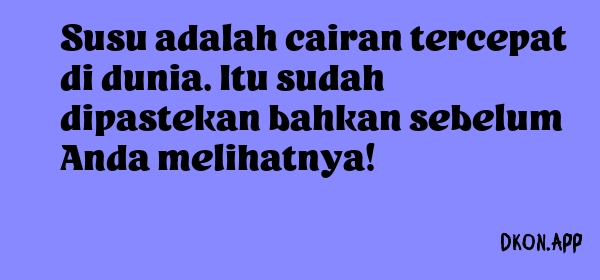 Susu adalah cairan tercepat
di dunia. Itu sudah
dipastekan bahkan sebelum
Anda melihatnya!
DKON.APP